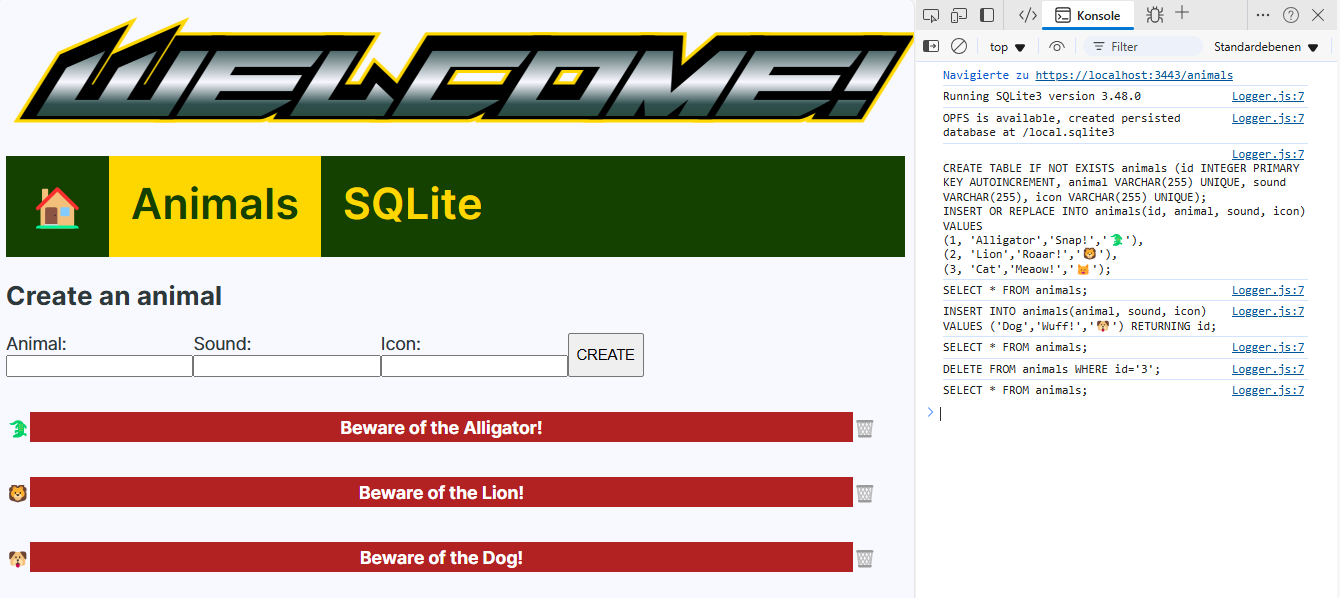 WELCOME!
🏠 Animals SQLite
Create an animal
Animal: Sound: Icon:
CREATE
🐊 Beware of the Alligator! 🗑
🦁 Beware of the Lion! 🗑
🐶 Beware of the Dog! 🗑
Konsole
top ▼ Filter Standardebenen ▼
Navigierte zu https://localhost:3443/animals
Running SQLite3 version 3.48.0 Logger.js:7
OPFS is available, created persisted Logger.js:7
database at /local.sqlite3
Logger.js:7
CREATE TABLE IF NOT EXISTS animals (id INTEGER PRIMARY
KEY AUTOINCREMENT, animal VARCHAR(255) UNIQUE, sound
VARCHAR(255), icon VARCHAR(255) UNIQUE);
INSERT OR REPLACE INTO animals(id, animal, sound, icon)
VALUES
(1, 'Alligator','Snap!','🐊'),
(2, 'Lion','Roaar!','🦁'),
(3, 'Cat','Meaow!','🐱');
SELECT * FROM animals; Logger.js:7
INSERT INTO animals(animal, sound, icon) Logger.js:7
VALUES ('Dog','Wuff!','🐶') RETURNING id;
SELECT * FROM animals; Logger.js:7
DELETE FROM animals WHERE id='3'; Logger.js:7
SELECT * FROM animals; Logger.js:7